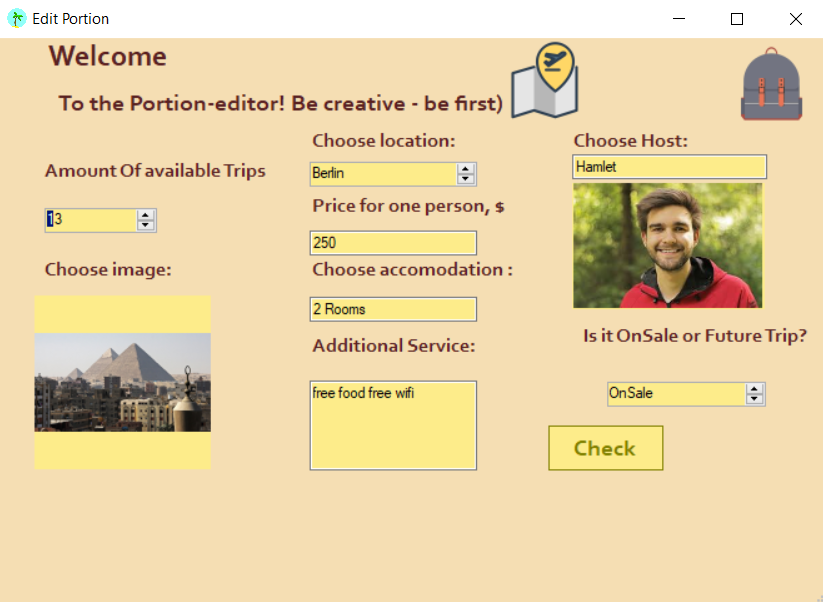 Edit Portion
Welcome
To the Portion-editor! Be creative - be first)
Choose location:
Choose Host:
Amount Of available Trips
Berlin
Hamlet
Price for one person, $
13
250
Choose image:
Choose accomodation :
2 Rooms
Is it OnSale or Future Trip?
Additional Service:
free food free wifi
OnSale
Check